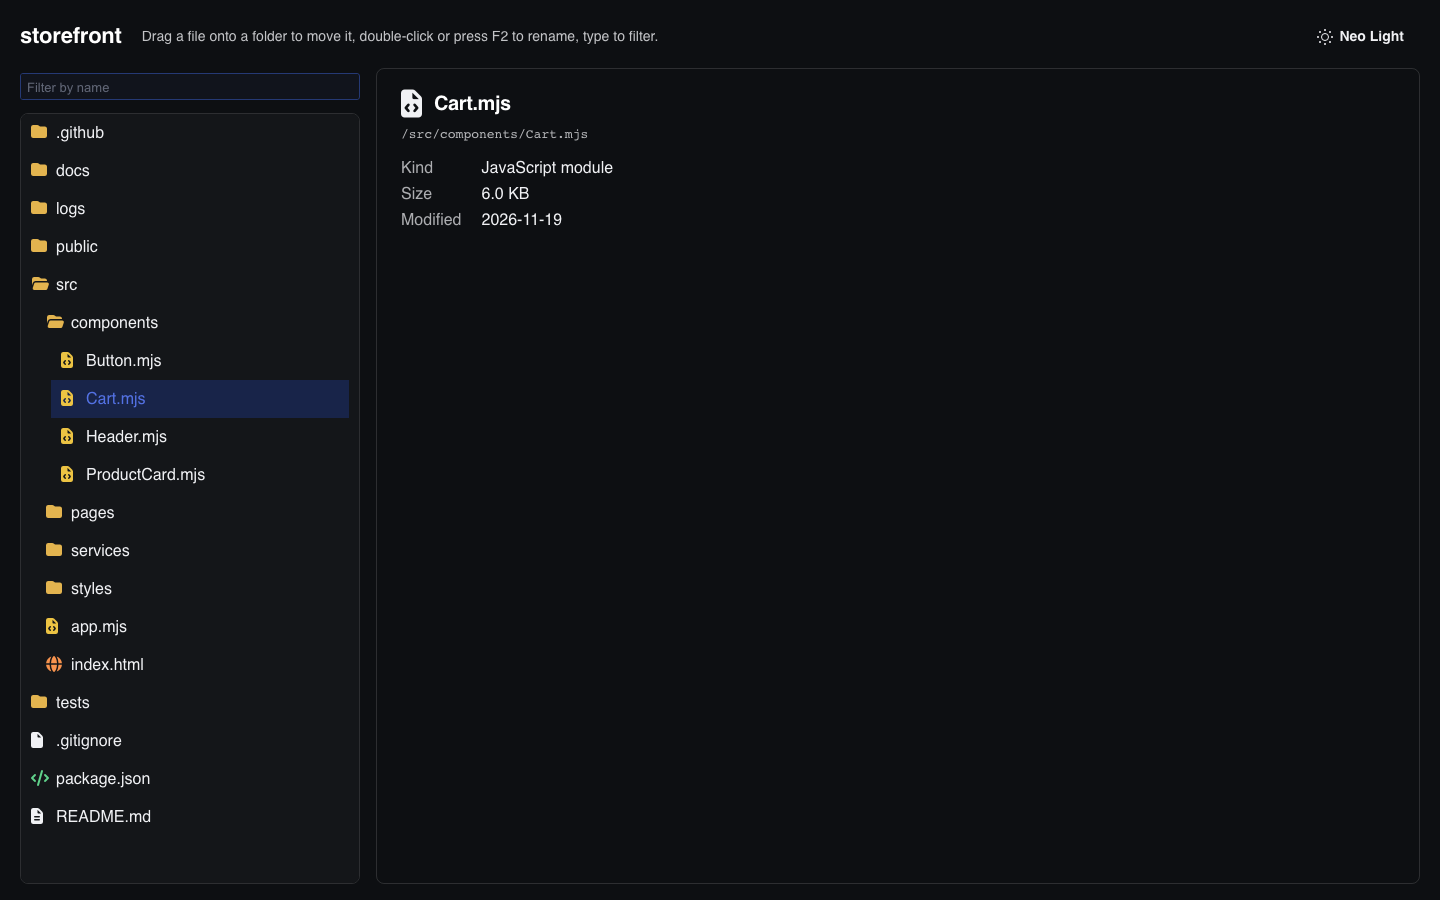 storefront
Drag a file onto a folder to move it, double-click or press F2 to rename, type to filter.
Neo Light
Filter by name
.github
docs
logs
public
src
components
Button.mjs
Cart.mjs
Header.mjs
ProductCard.mjs
pages
services
styles
app.mjs
index.html
tests
.gitignore
package.json
README.md
Cart.mjs
/src/components/Cart.mjs
Kind JavaScript module
Size 6.0 KB
Modified 2026-11-19